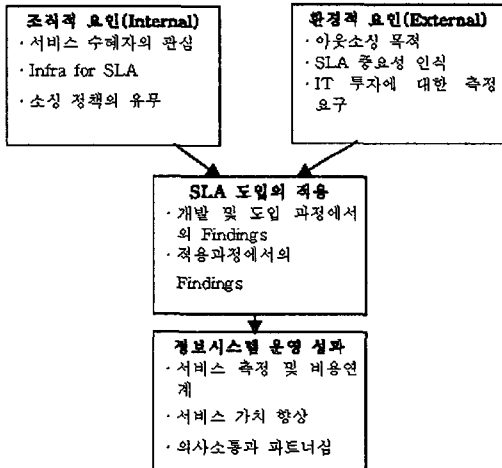 조직적 요인(Internal)
· 서비스 수혜자의 관심
· Infra for SLA
· 소싱 정책의 유무
환경적 요인(External)
· 아웃소싱 목적
· SLA 중요성 인식
· IT 투자에 대한 측정
요구
SLA 도입의 적용
· 개발 및 도입 과정에서
의 Findings
· 적용과정에서의
Findings
정보시스템 운영 성과
· 서비스 측정 및 비용연
계
· 서비스 가치 향상
· 의사소통과 파트너쉽